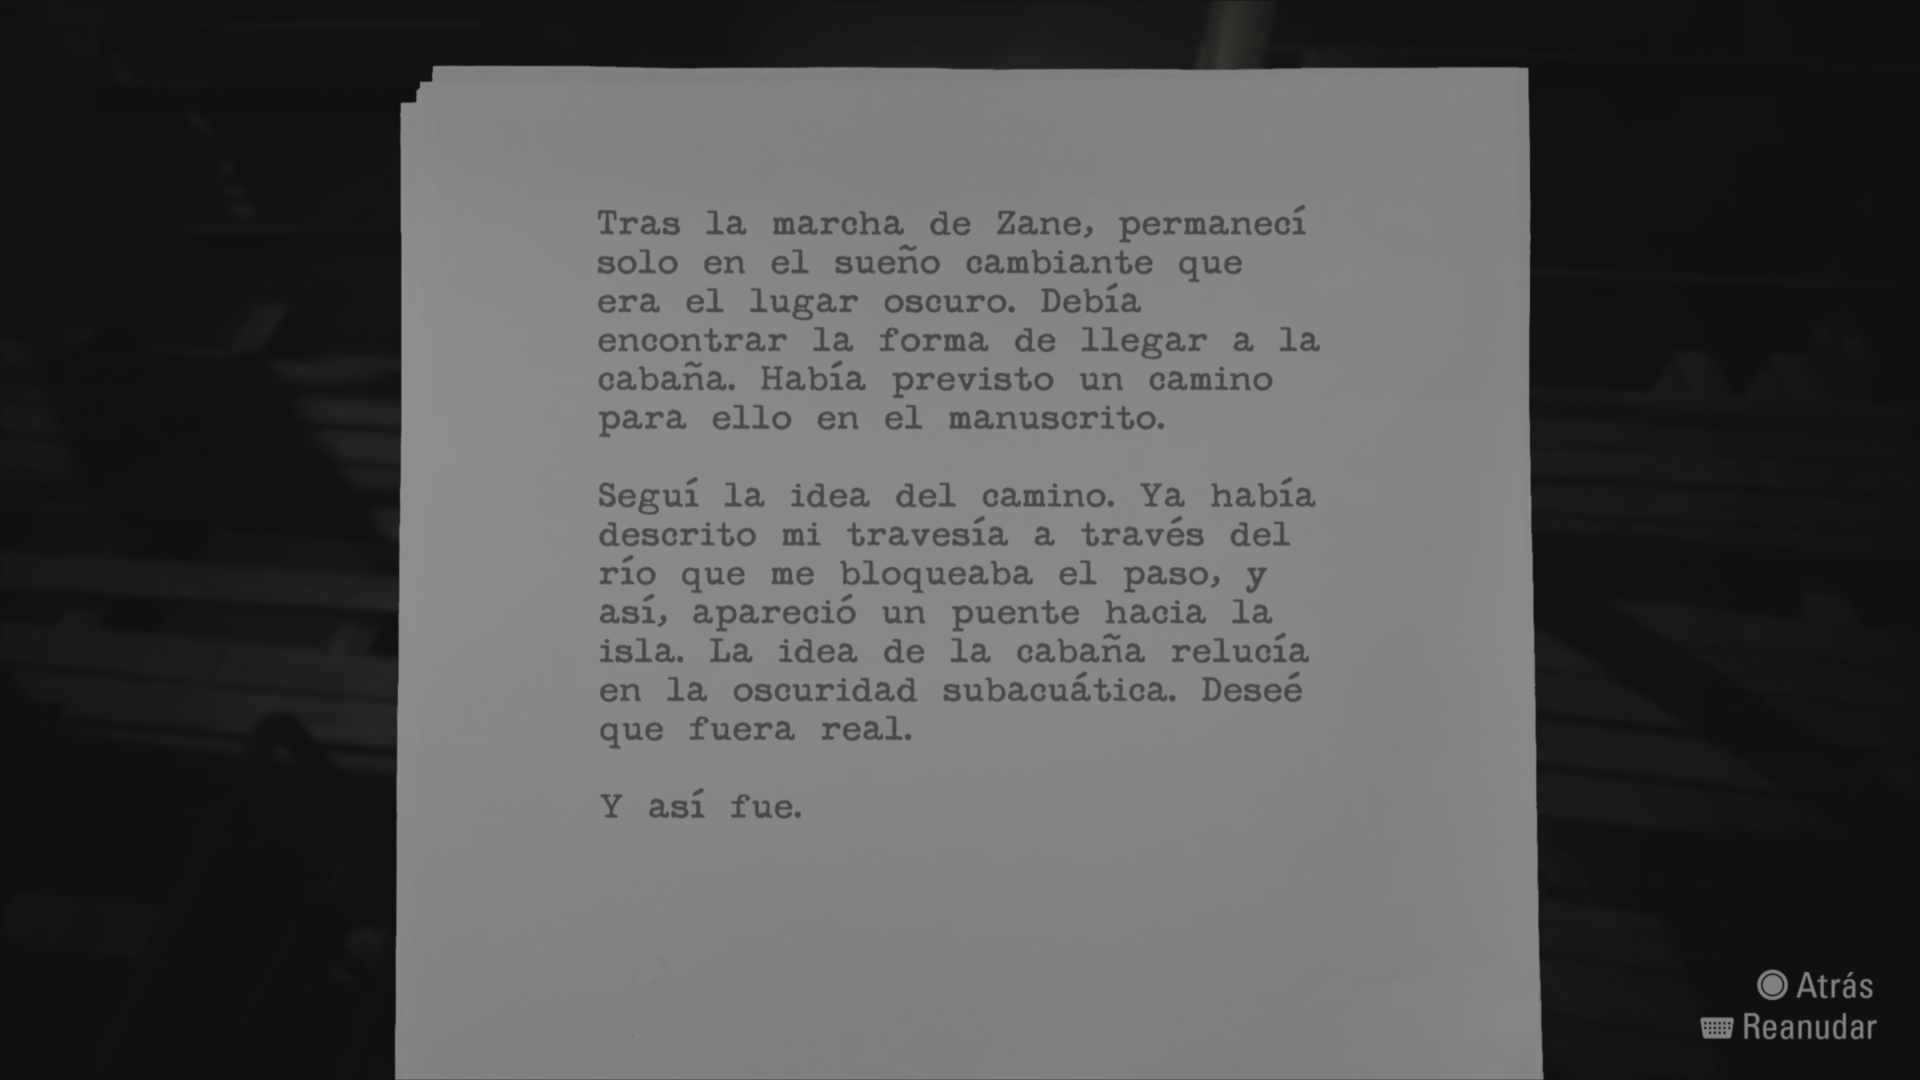 Tras la marcha de Zane, permanecí
solo en el sueño cambiante que
era el lugar oscuro. Debía
encontrar la forma de llegar a la
cabaña. Había previsto un camino
para ello en el manuscrito.
Seguí la idea del camino. Ya había
descrito mi travesía a través del
río que me bloqueaba el paso, y
así, apareció un puente hacia la
isla. La idea de la cabaña relucía
en la oscuridad subacuática. Deseé
que fuera real.
Y así fue.
Atrás
Reanudar